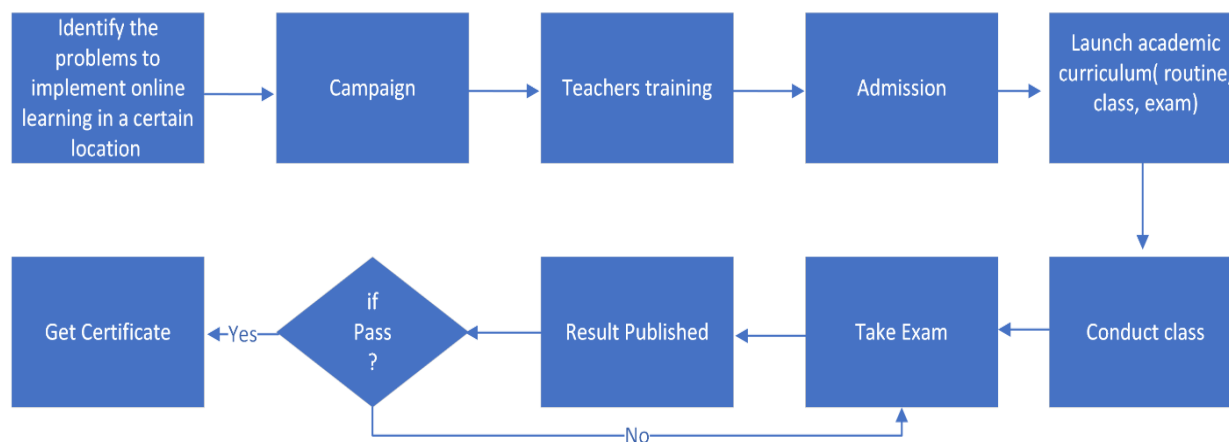 Identify the
problems to
implement online
learning in a certain
location
Campaign
Teachers training
Admission
Launch academic
curriculum( routine,
class, exam)
Get Certificate
Yes
if
Pass
?
Result Published
Take Exam
Conduct class
No